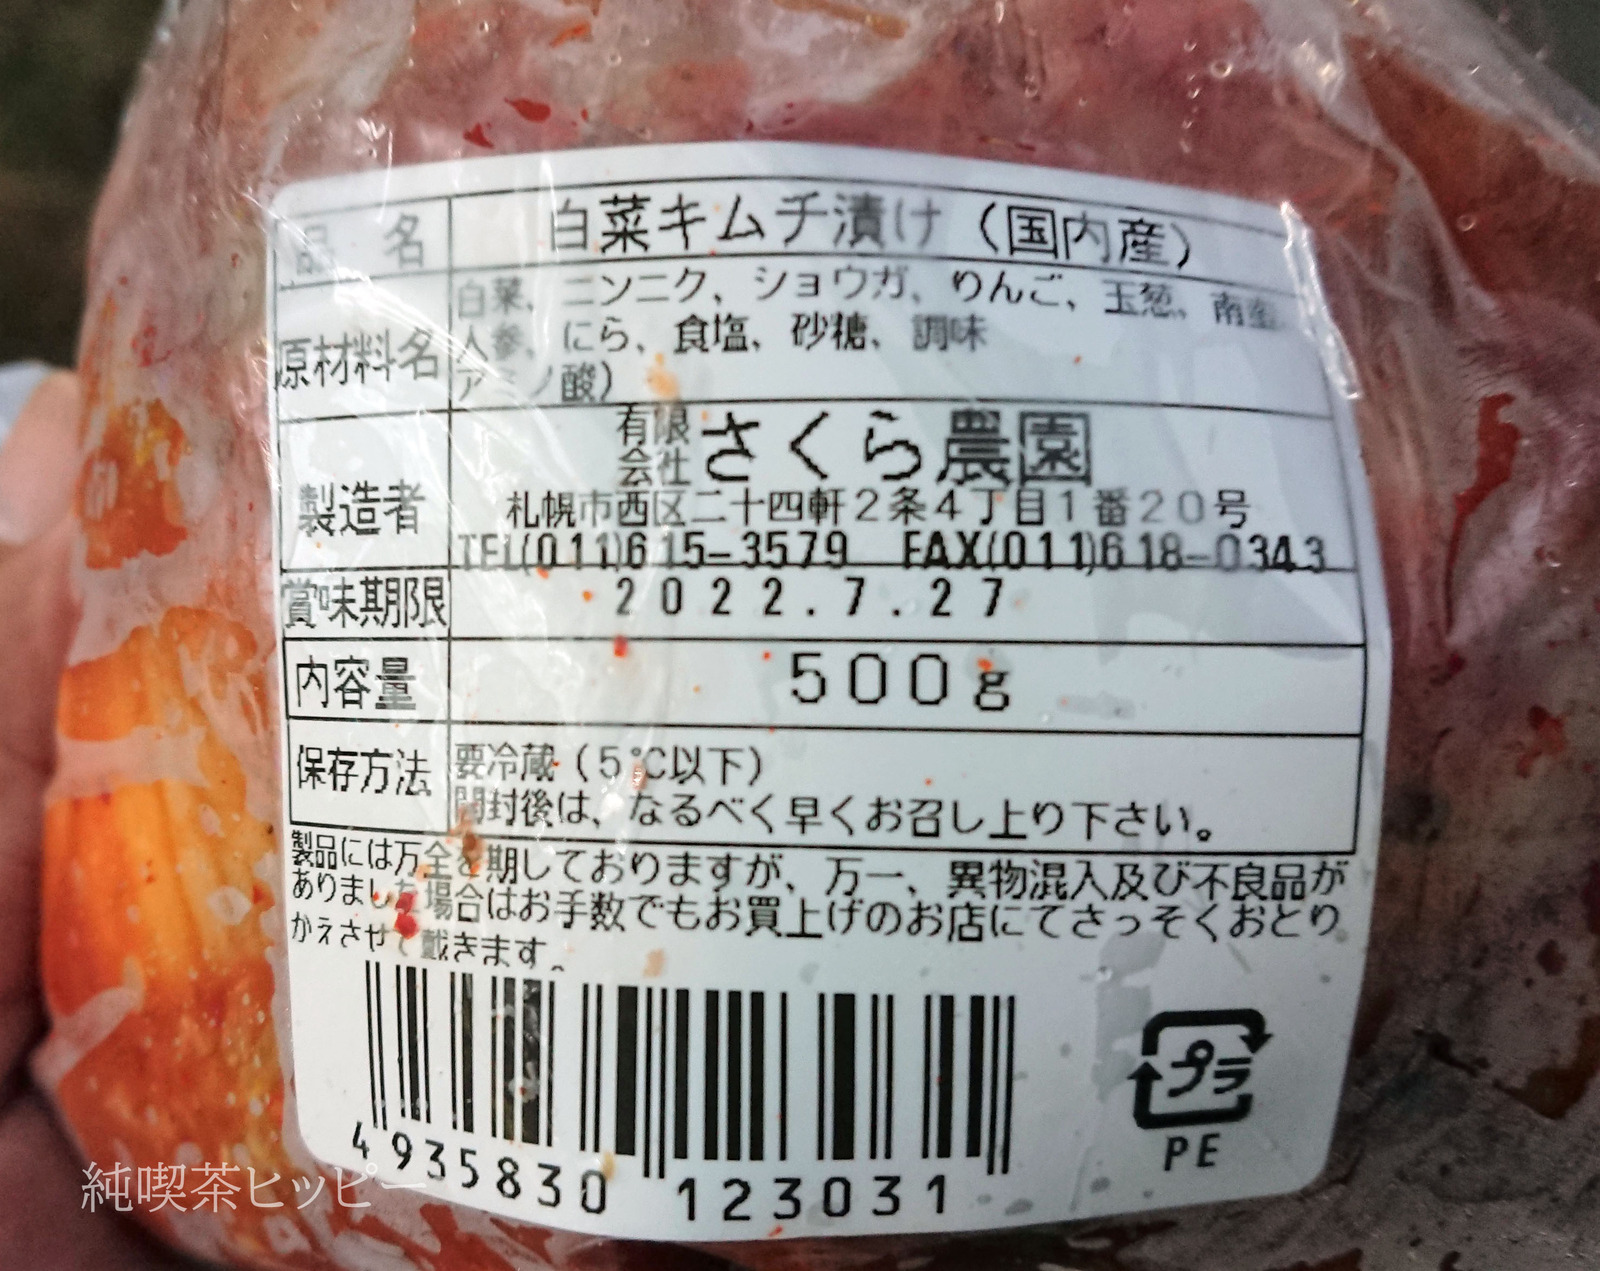 品名 白菜キムチ漬け（国内産）
原材料名 白菜、ニンニク、ショウガ、りんご、玉葱、南蛮、
人参、にら、食塩、砂糖、調味
アミノ酸）
製造者 有限会社 さくら農園
札幌市西区二十四軒２条４丁目１番２０号
TEL(011)615-3579 FAX(011)618-0343
賞味期限 2022.7.27
内容量 500g
保存方法 要冷蔵（5℃以下）
開封後は、なるべく早くお召し上り下さい。
製品には万全を期しておりますが、万一、異物混入及び不良品が
ありました場合はお手数でもお買上げのお店にてさっそくおとり
かえさせて戴きます。
4935830 123031
プラ
PE
純喫茶ヒッピー